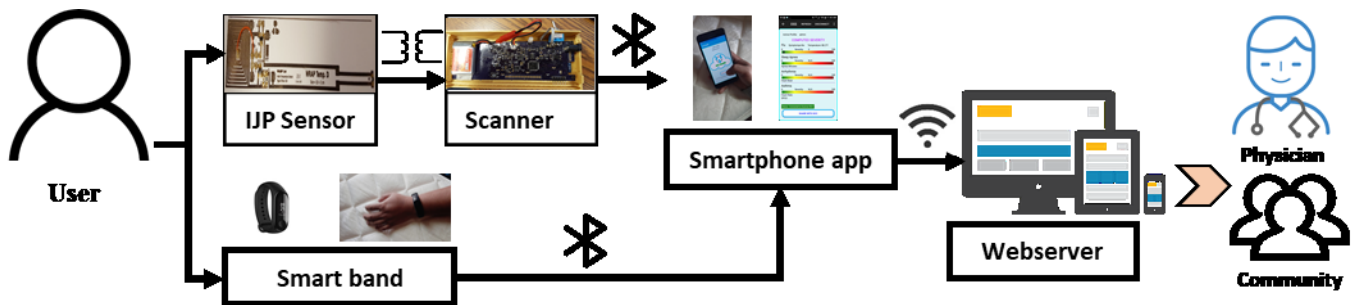 User
IJP Sensor
Scanner
Smart band
Smartphone app
Webserver
Physician
Community